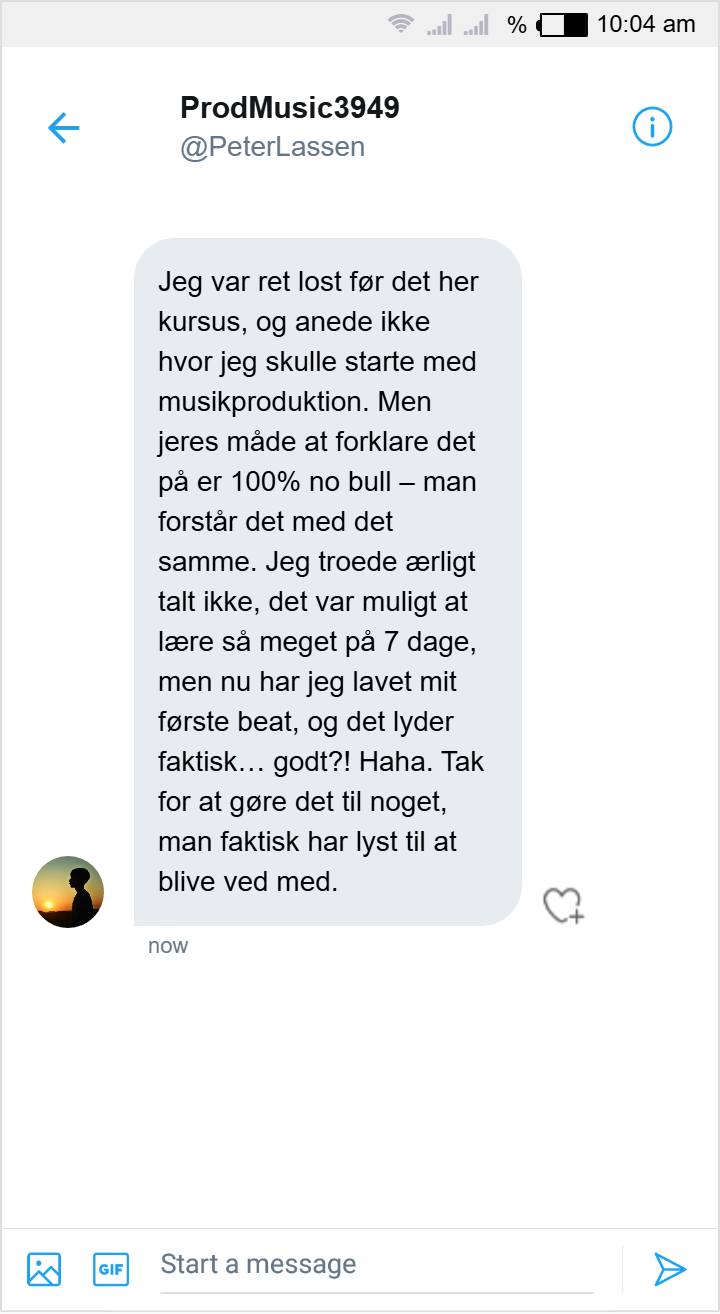 % 10:04 am
ProdMusic3949
@PeterLassen
Jeg var ret lost før det her
kursus, og anede ikke
hvor jeg skulle starte med
musikproduktion. Men
jeres måde at forklare det
på er 100% no bull – man
forstår det med det
samme. Jeg troede ærligt
talt ikke, det var muligt at
lære så meget på 7 dage,
men nu har jeg lavet mit
første beat, og det lyder
faktisk… godt?! Haha. Tak
for at gøre det til noget,
man faktisk har lyst til at
blive ved med.
now
GIF
Start a message